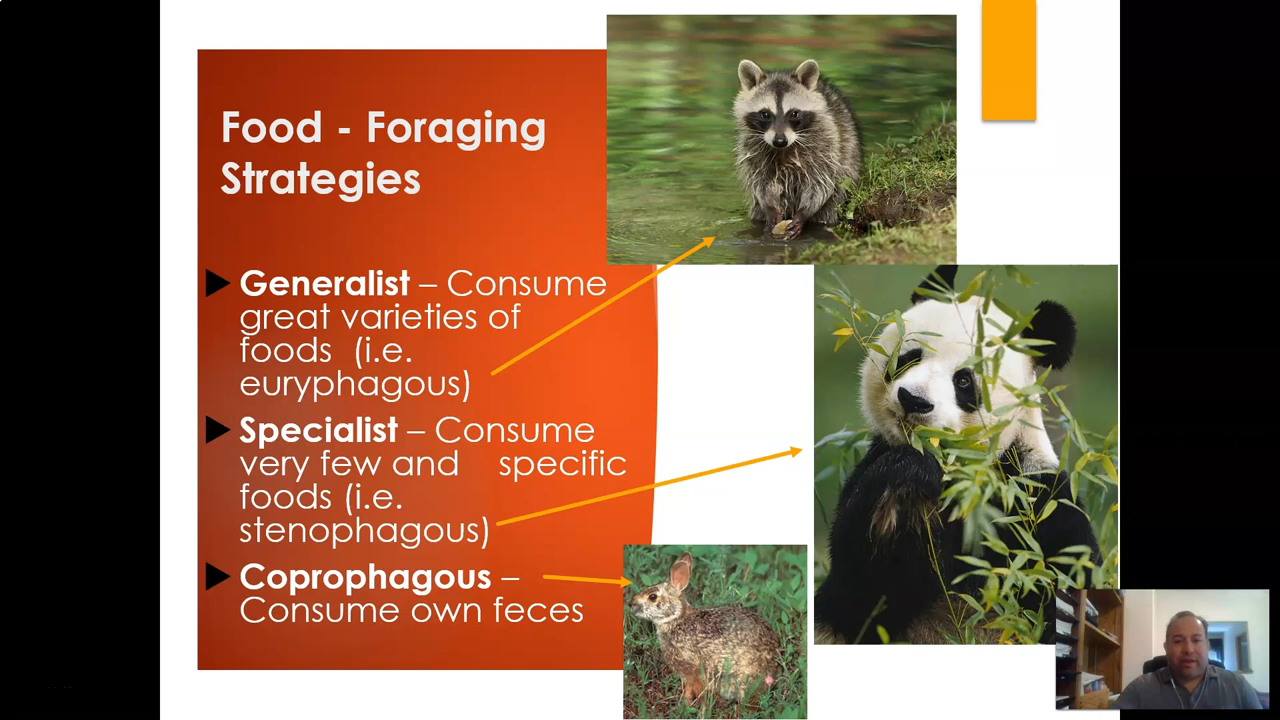 Food - Foraging
Strategies
Generalist – Consume
great varieties of
foods (i.e.
euryphagous)
Specialist – Consume
very few and specific
foods (i.e.
stenophagous)
Coprophagous –
Consume own feces